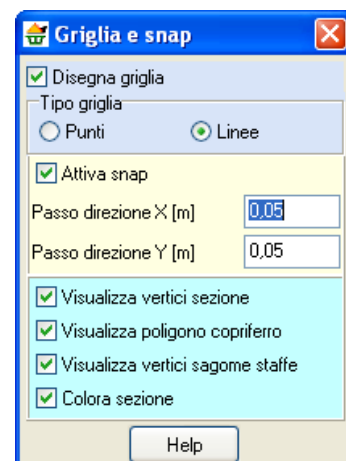 Griglia e snap
Disegna griglia
Tipo griglia
Punti Linee
Attiva snap
Passo direzione X [m] 0,05
Passo direzione Y [m] 0,05
Visualizza vertici sezione
Visualizza poligono copriferro
Visualizza vertici sagome staffe
Colora sezione
Help